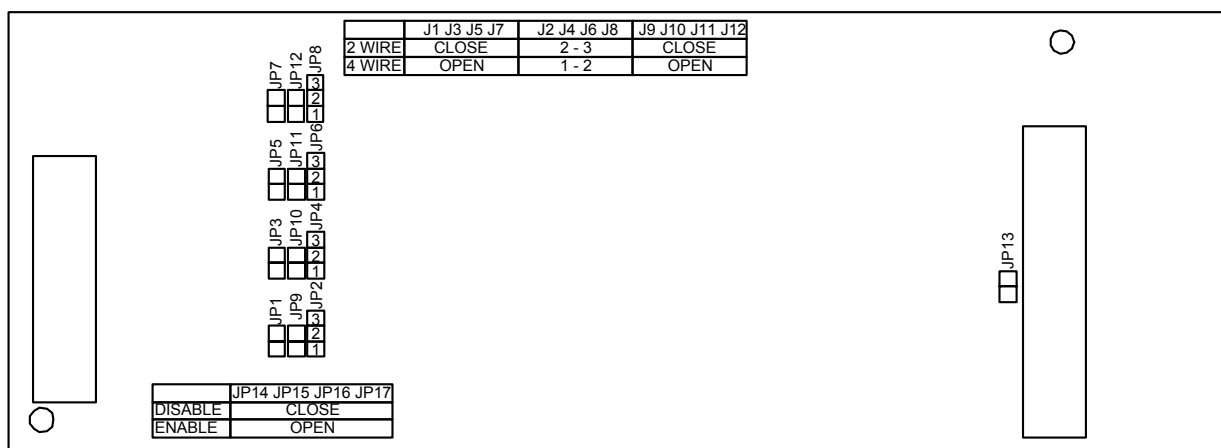 J1 J3 J5 J7 J2 J4 J6 J8 J9 J10 J11 J12
2 WIRE CLOSE 2 - 3 CLOSE
4 WIRE OPEN 1 - 2 OPEN
JP7 JP12 JP8
3
2
1
JP5 JP11 JP6
3
2
1
JP3 JP10 JP4
3
2
1
JP1 JP9 JP2
3
2
1
JP13
JP14 JP15 JP16 JP17
DISABLE CLOSE
ENABLE OPEN